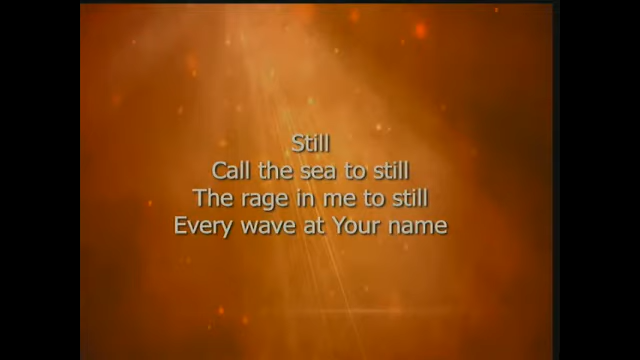 Still
Call the sea to still
The rage in me to still
Every wave at Your name